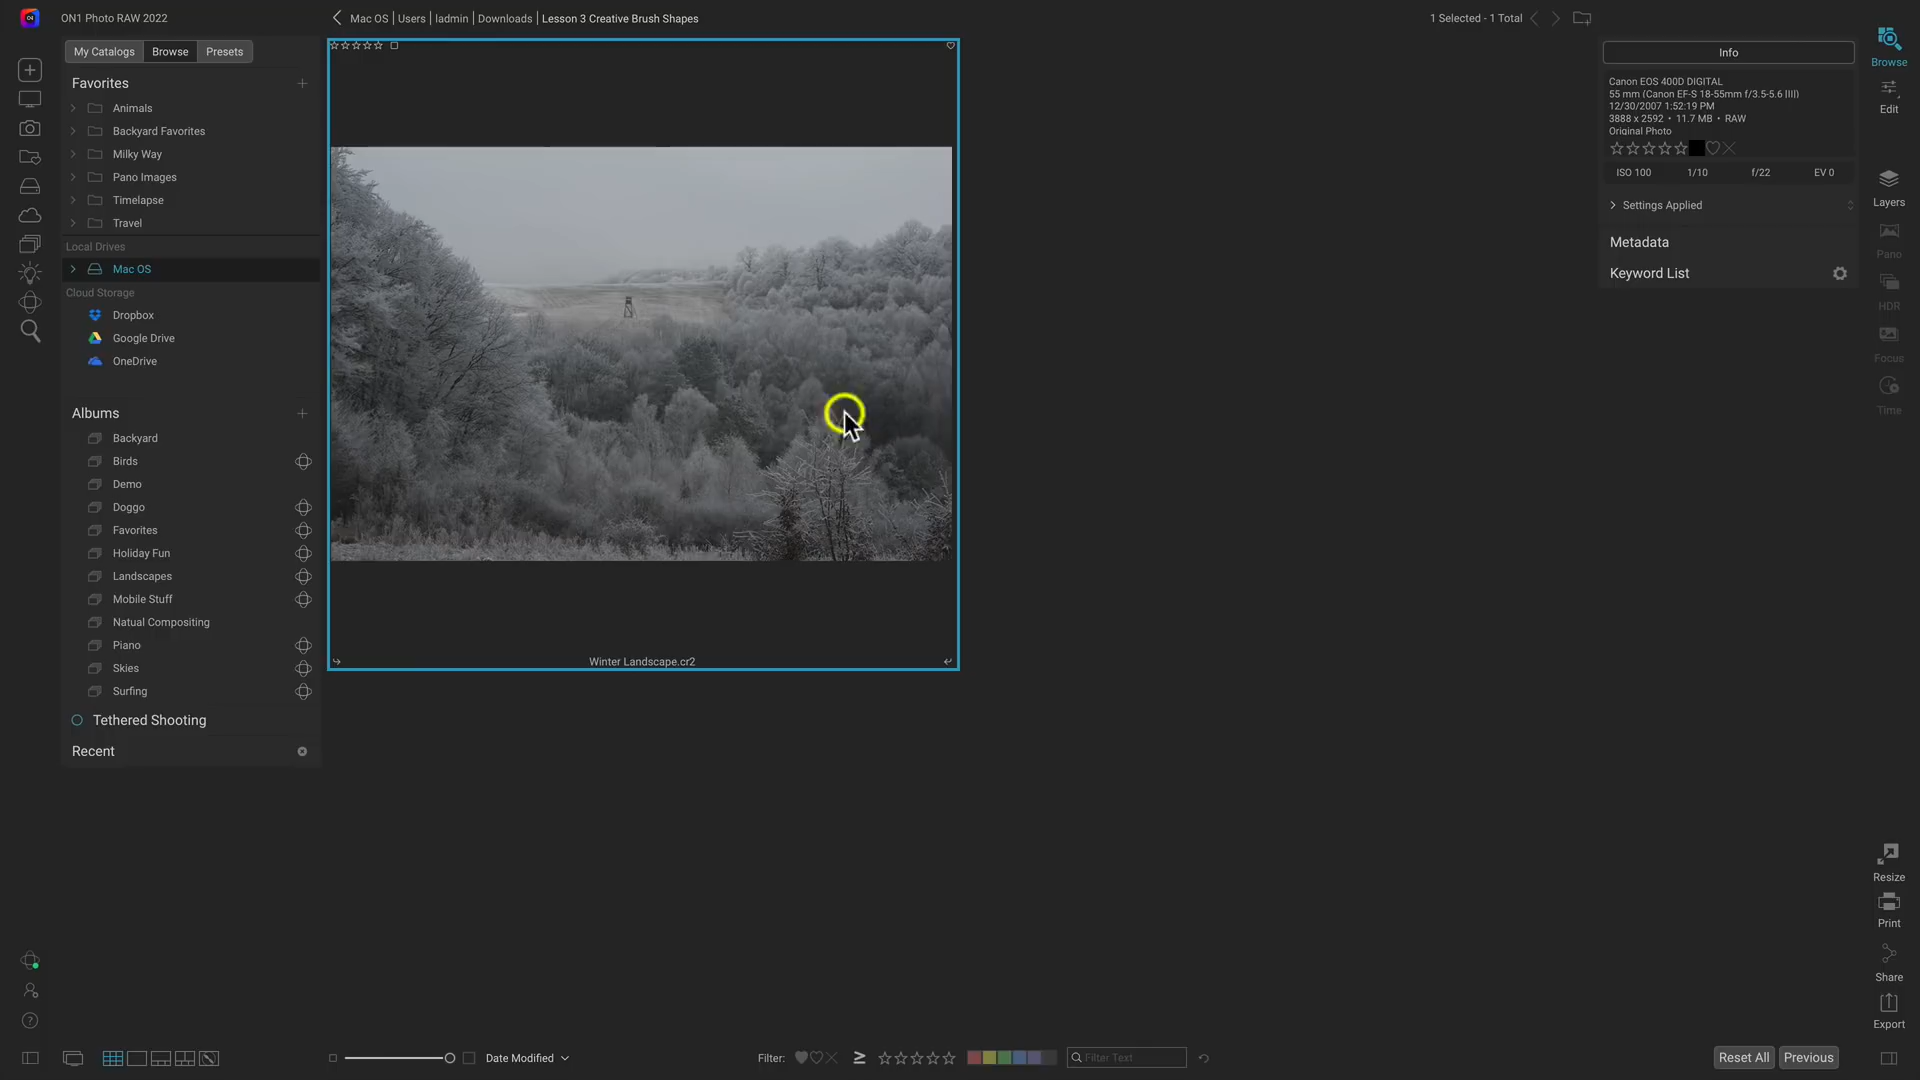 ON1 Photo RAW 2022
Mac OS | Users | ladmin | Downloads | Lesson 3 Creative Brush Shapes
1 Selected - 1 Total
My Catalogs
Browse
Presets
Favorites
Animals
Backyard Favorites
Milky Way
Pano Images
Timelapse
Travel
Local Drives
Mac OS
Cloud Storage
Dropbox
Google Drive
OneDrive
Albums
Backyard
Birds
Demo
Doggo
Favorites
Holiday Fun
Landscapes
Mobile Stuff
Natual Compositing
Piano
Skies
Surfing
Tethered Shooting
Recent
Winter Landscape.cr2
Info
Canon EOS 400D DIGITAL
55 mm (Canon EF-S 18-55mm f/3.5-5.6 [III])
12/30/2007 1:52:19 PM
3888 x 2592 • 11.7 MB • RAW
Original Photo
ISO 100
1/10
f/22
EV 0
Settings Applied
Metadata
Keyword List
Browse
Edit
Layers
Pano
HDR
Focus
Time
Resize
Print
Share
Export
Date Modified
Filter:
Filter Text
Reset All
Previous